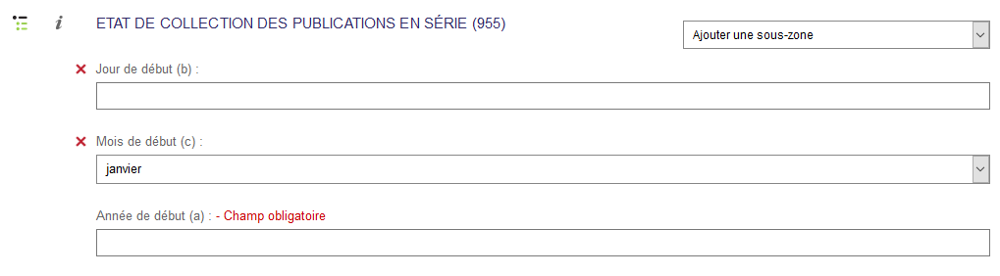 ETAT DE COLLECTION DES PUBLICATIONS EN SÉRIE (955)
Ajouter une sous-zone
Jour de début (b) :
Mois de début (c) :
janvier
Année de début (a) : - Champ obligatoire